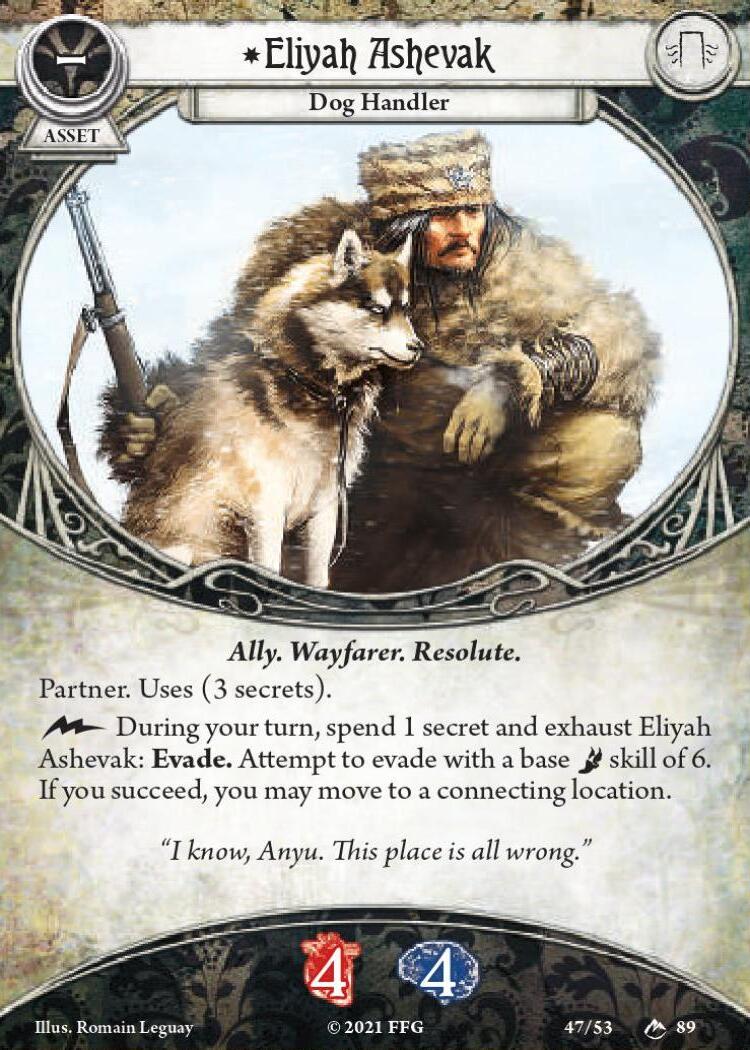 Eliyah Ashevak
Dog Handler
ASSET
Ally. Wayfarer. Resolute.
Partner. Uses (3 secrets).
During your turn, spend 1 secret and exhaust Eliyah
Ashevak: Evade. Attempt to evade with a base skill of 6.
If you succeed, you may move to a connecting location.
“I know, Anyu. This place is all wrong.”
4 4
Illus. Romain Leguay © 2021 FFG 47/53 89